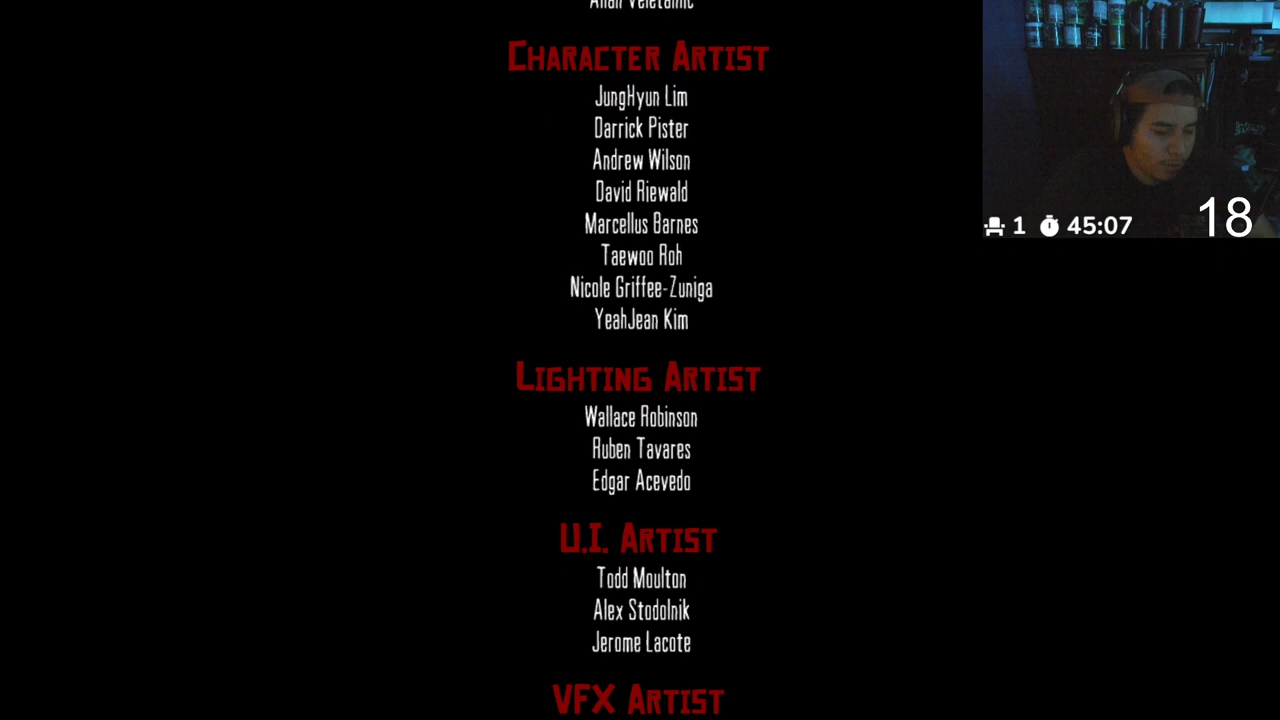 CHARACTER ARTIST
JungHyun Lim
Darrick Pister
Andrew Wilson
David Riewald
Marcellus Barnes
Taewoo Roh
Nicole Griffee-Zuniga
YeahJean Kim
LIGHTING ARTIST
Wallace Robinson
Ruben Tavares
Edgar Acevedo
U.I. ARTIST
Todd Moulton
Alex Stodolnik
Jerome Lacote
VFX ARTIST
1 45:07 18